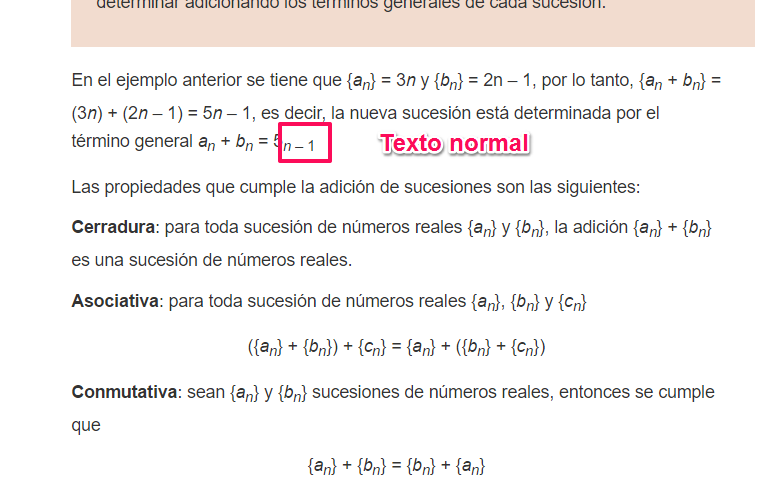 determinar adicionando los términos generales de cada sucesión.
En el ejemplo anterior se tiene que {aₙ} = 3n y {bₙ} = 2n – 1, por lo tanto, {aₙ + bₙ} =
(3n) + (2n – 1) = 5n – 1, es decir, la nueva sucesión está determinada por el
término general aₙ + bₙ = 5ₙ ₋ ₁ Texto normal
Las propiedades que cumple la adición de sucesiones son las siguientes:
Cerradura: para toda sucesión de números reales {aₙ} y {bₙ}, la adición {aₙ} + {bₙ}
es una sucesión de números reales.
Asociativa: para toda sucesión de números reales {aₙ}, {bₙ} y {cₙ}
({aₙ} + {bₙ}) + {cₙ} = {aₙ} + ({bₙ} + {cₙ})
Conmutativa: sean {aₙ} y {bₙ} sucesiones de números reales, entonces se cumple
que
{aₙ} + {bₙ} = {bₙ} + {aₙ}